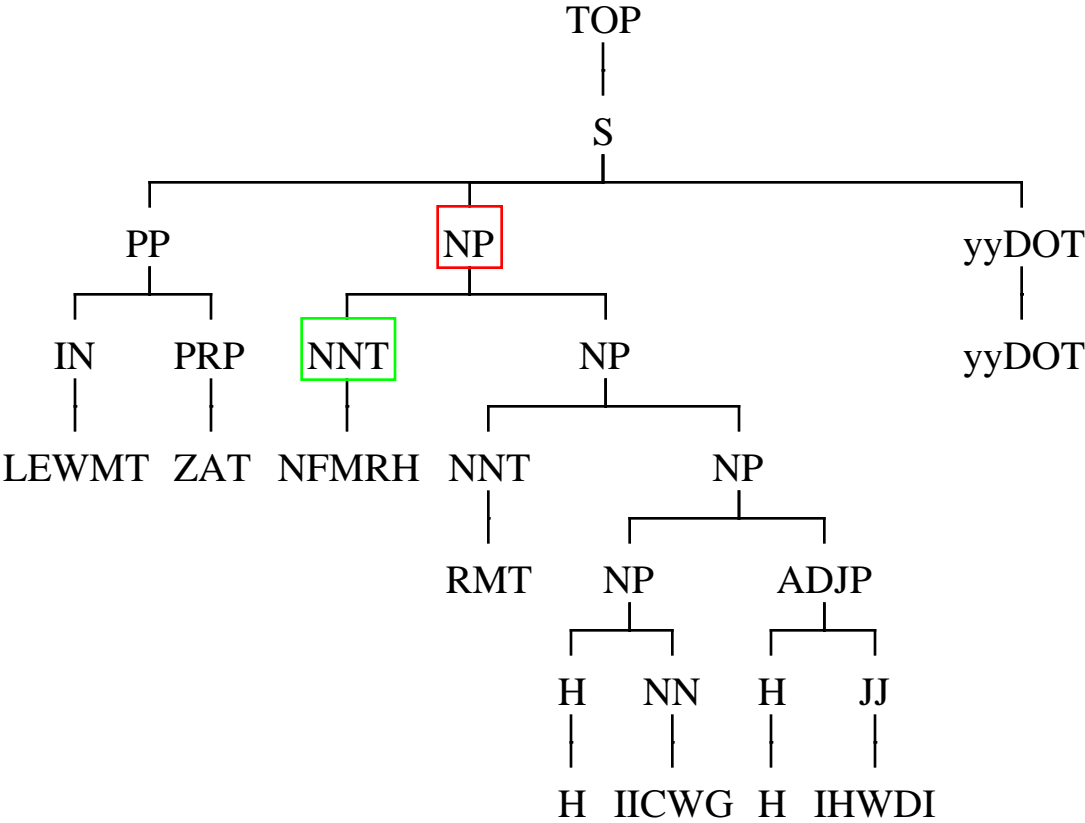 TOP
S
PP NP yyDOT
IN PRP NNT NP yyDOT
LEWMT ZAT NFMRH NNT NP
RMT NP ADJP
H NN H JJ
H IICWG H IHWDI